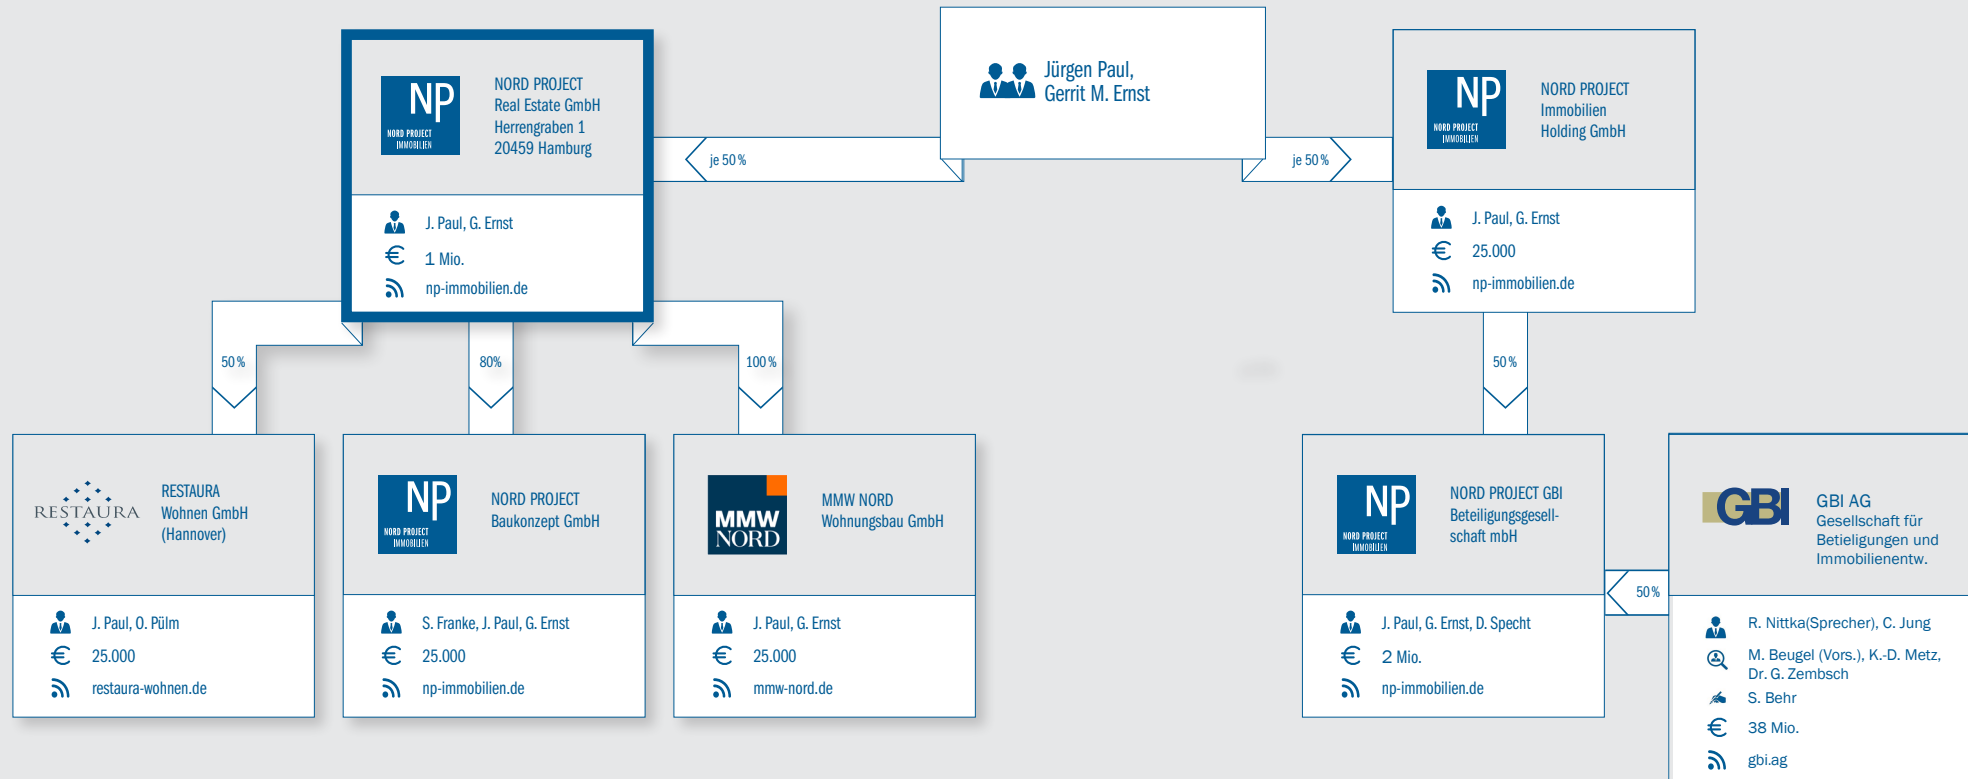 Jürgen Paul,
Gerrit M. Ernst
je 50 %
je 50 %
NP
NORD PROJECT
IMMOBILIEN
NORD PROJECT
Real Estate GmbH
Herrengraben 1
20459 Hamburg
J. Paul, G. Ernst
€ 1 Mio.
np-immobilien.de
NP
NORD PROJECT
IMMOBILIEN
NORD PROJECT
Immobilien
Holding GmbH
J. Paul, G. Ernst
€ 25.000
np-immobilien.de
50 %
80%
100 %
50 %
RESTAURA
RESTAURA
Wohnen GmbH
(Hannover)
J. Paul, O. Pülm
€ 25.000
restaura-wohnen.de
NP
NORD PROJECT
IMMOBILIEN
NORD PROJECT
Baukonzept GmbH
S. Franke, J. Paul, G. Ernst
€ 25.000
np-immobilien.de
MMW
NORD
MMW NORD
Wohnungsbau GmbH
J. Paul, G. Ernst
€ 25.000
mmw-nord.de
NP
NORD PROJECT
IMMOBILIEN
NORD PROJECT GBI
Beteiligungsgesell-
schaft mbH
J. Paul, G. Ernst, D. Specht
€ 2 Mio.
np-immobilien.de
50 %
GBI
GBI AG
Gesellschaft für
Betieligungen und
Immobilienentw.
R. Nittka(Sprecher), C. Jung
M. Beugel (Vors.), K.-D. Metz,
Dr. G. Zembsch
S. Behr
€ 38 Mio.
gbi.ag